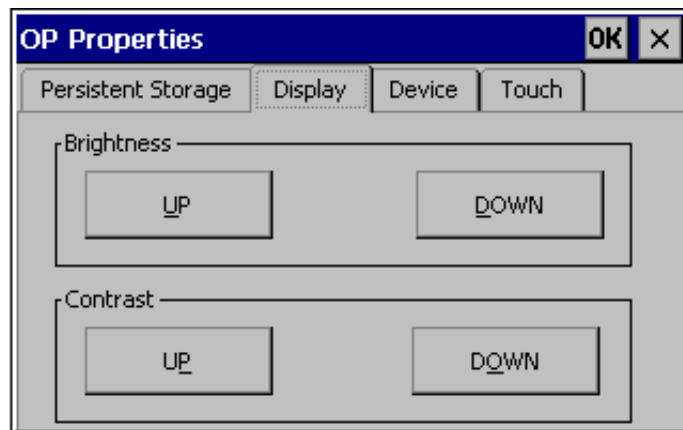 OP Properties OK ×
Persistent Storage Display Device Touch
Brightness
UP DOWN
Contrast
UP DOWN